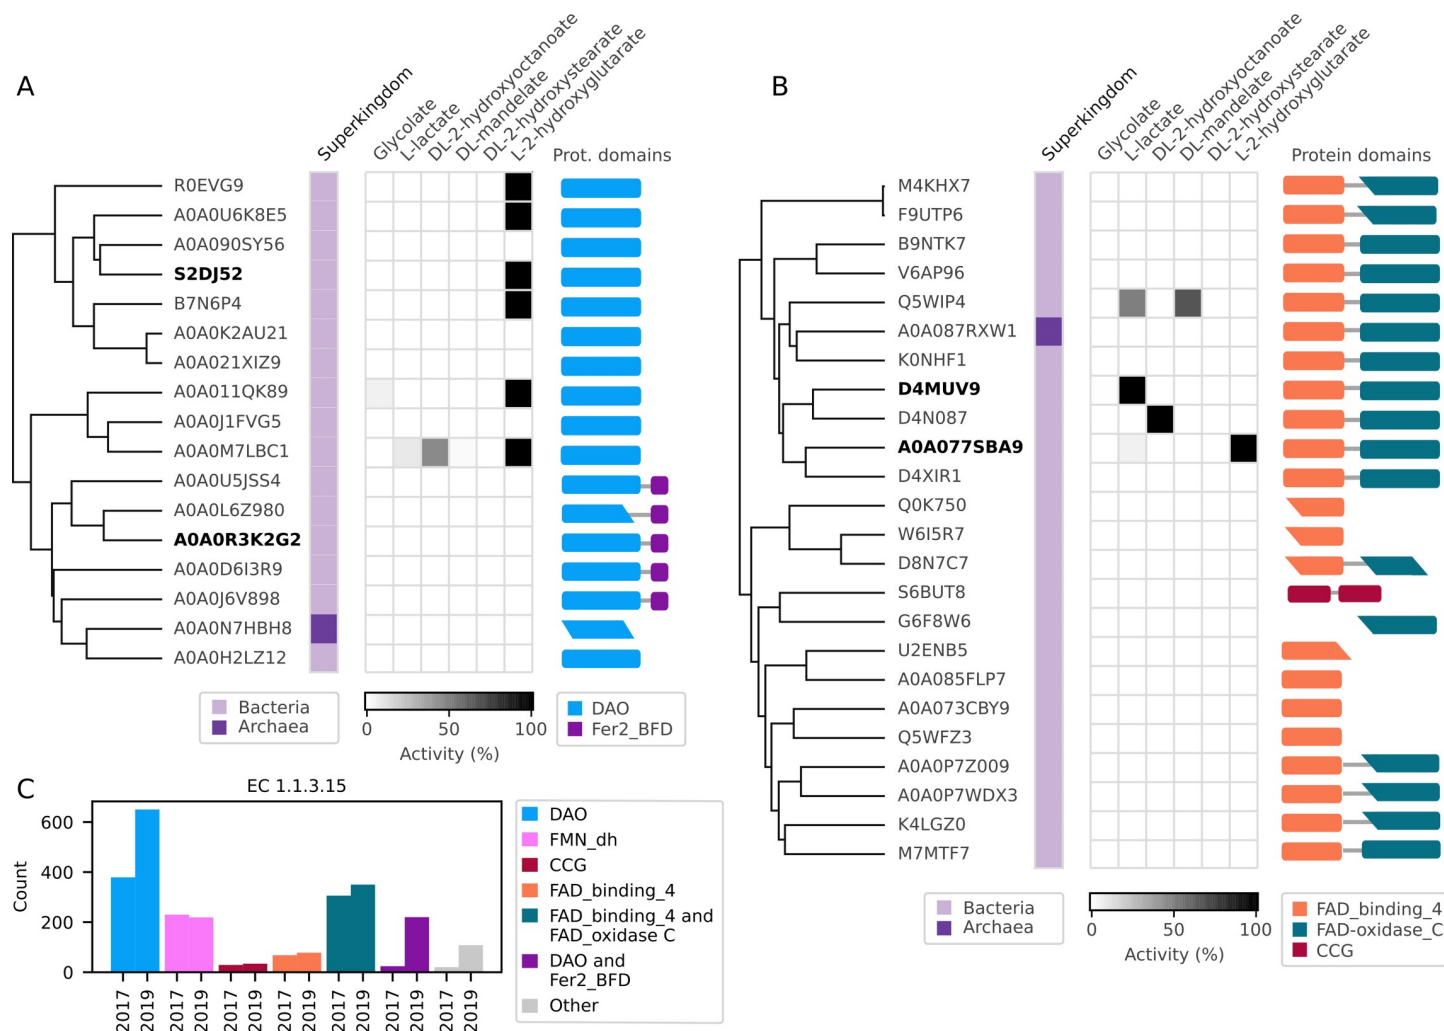 A
Superkingdom
Glycolate
L-lactate
DL-2-hydroxyoctanoate
DL-mandelate
DL-2-hydroxystearate
L-2-hydroxyglutarate
Prot. domains
R0EVG9
A0A0U6K8E5
A0A090SY56
S2DJ52
B7N6P4
A0A0K2AU21
A0A021XIZ9
A0A011QK89
A0A0J1FVG5
A0A0M7LBC1
A0A0U5JSS4
A0A0L6Z980
A0A0R3K2G2
A0A0D6I3R9
A0A0J6V898
A0A0N7HBH8
A0A0H2LZ12
Bacteria
Archaea
0 50 100
Activity (%)
DAO
Fer2_BFD
B
Superkingdom
Glycolate
L-lactate
DL-2-hydroxyoctanoate
DL-mandelate
DL-2-hydroxystearate
L-2-hydroxyglutarate
Protein domains
M4KHX7
F9UTP6
B9NTK7
V6AP96
Q5WIP4
A0A087RXW1
K0NHF1
D4MUV9
D4N087
A0A077SBA9
D4XIR1
Q0K750
W6I5R7
D8N7C7
S6BUT8
G6F8W6
U2ENB5
A0A085FLP7
A0A073CBY9
Q5WFZ3
A0A0P7Z009
A0A0P7WDX3
K4LGZ0
M7MTF7
Bacteria
Archaea
0 50 100
Activity (%)
FAD_binding_4
FAD-oxidase_C
CCG
C
EC 1.1.3.15
Count
600
400
200
0
2017 2019 2017 2019 2017 2019 2017 2019 2017 2019 2017 2019 2017 2019
DAO
FMN_dh
CCG
FAD_binding_4
FAD_binding_4 and
FAD_oxidase C
DAO and
Fer2_BFD
Other